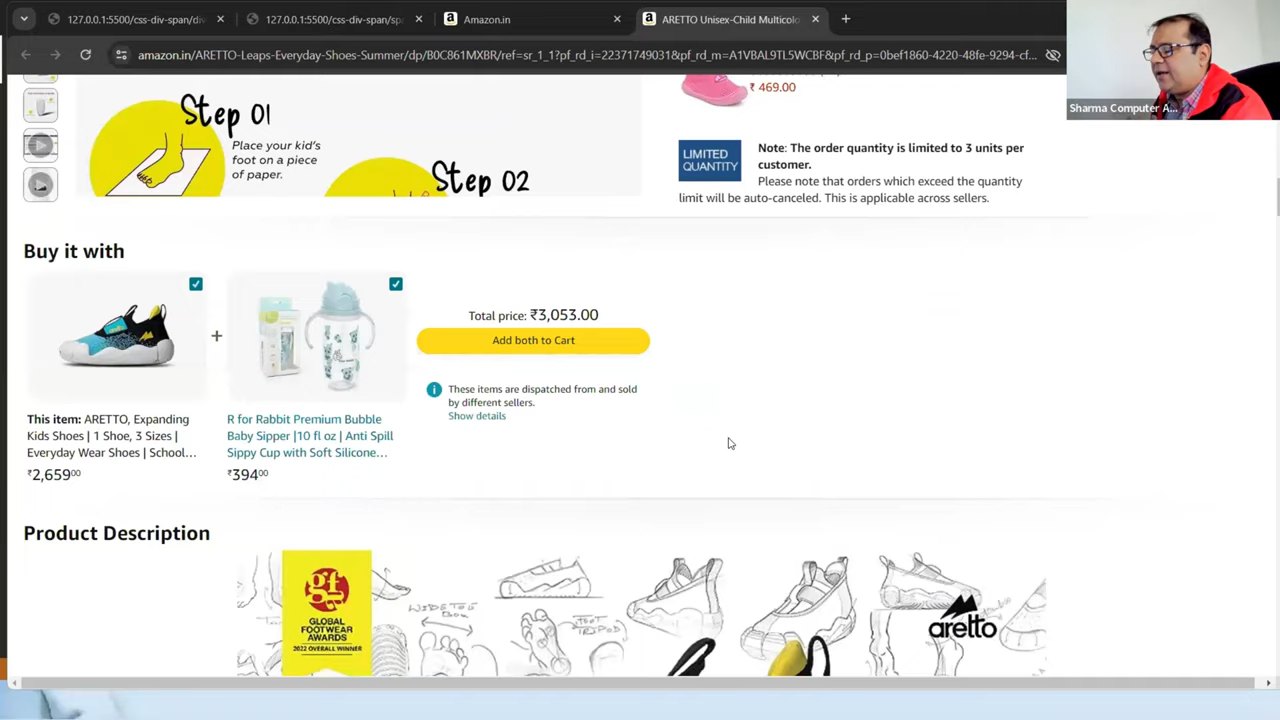 127.0.0.1:5500/css-div-span/div
127.0.0.1:5500/css-div-span/sp
Amazon.in
ARETTO Unisex-Child Multicolo
amazon.in/ARETTO-Leaps-Everyday-Shoes-Summer/dp/B0C861M4XBR/ref=sr_1_1?pf_rd_i=22371749031&pf_rd_m=A1VBAL9TL5WCBF&pf_rd_p=0bef1860-4220-48fe-9294-cf...
Sharma Computer A...
Step 01
Place your kid's
foot on a piece
of paper.
Step 02
₹ 469.00
LIMITED
QUANTITY
Note: The order quantity is limited to 3 units per
customer.
Please note that orders which exceed the quantity
limit will be auto-canceled. This is applicable across sellers.
Buy it with
+
Total price: ₹3,053.00
Add both to Cart
These items are dispatched from and sold
by different sellers.
Show details
This item: ARETTO, Expanding
Kids Shoes | 1 Shoe, 3 Sizes |
Everyday Wear Shoes | School...
₹2,659.00
R for Rabbit Premium Bubble
Baby Sipper |10 fl oz | Anti Spill
Sippy Cup with Soft Silicone...
₹394.00
Product Description
gf
GLOBAL
FOOTWEAR
AWARDS
2022 OVERALL WINNER
WIDE TOE
BOX
aretto